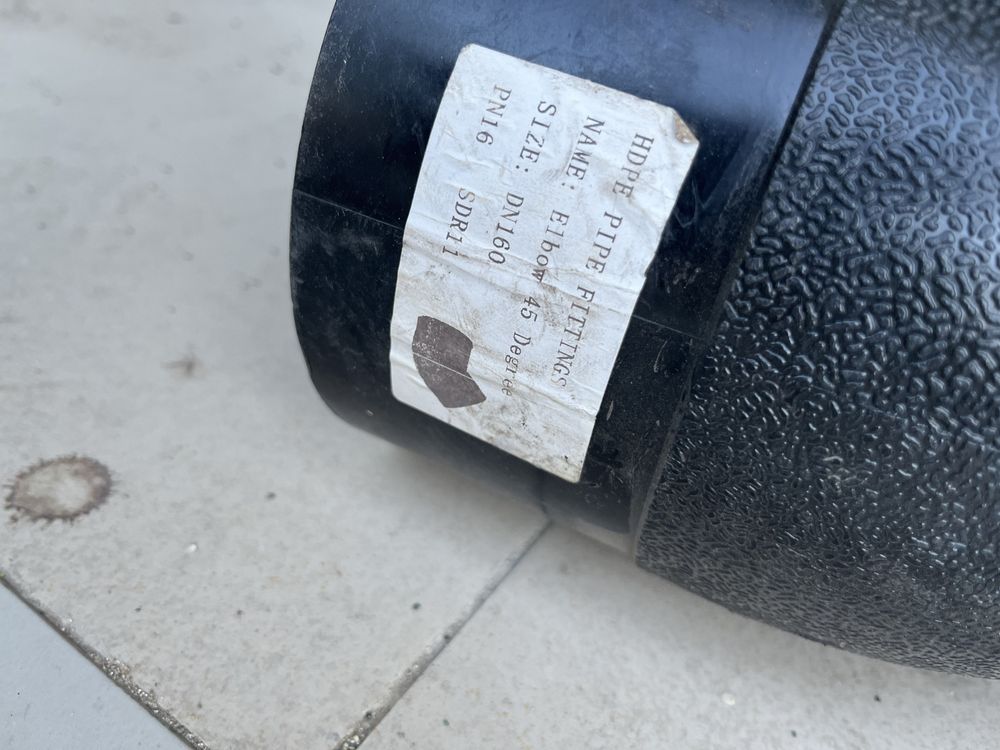 HDPE PIPE FITTINGS
NAME: Elbow 45 Degree
SIZE: DN160
PN16 SDR11